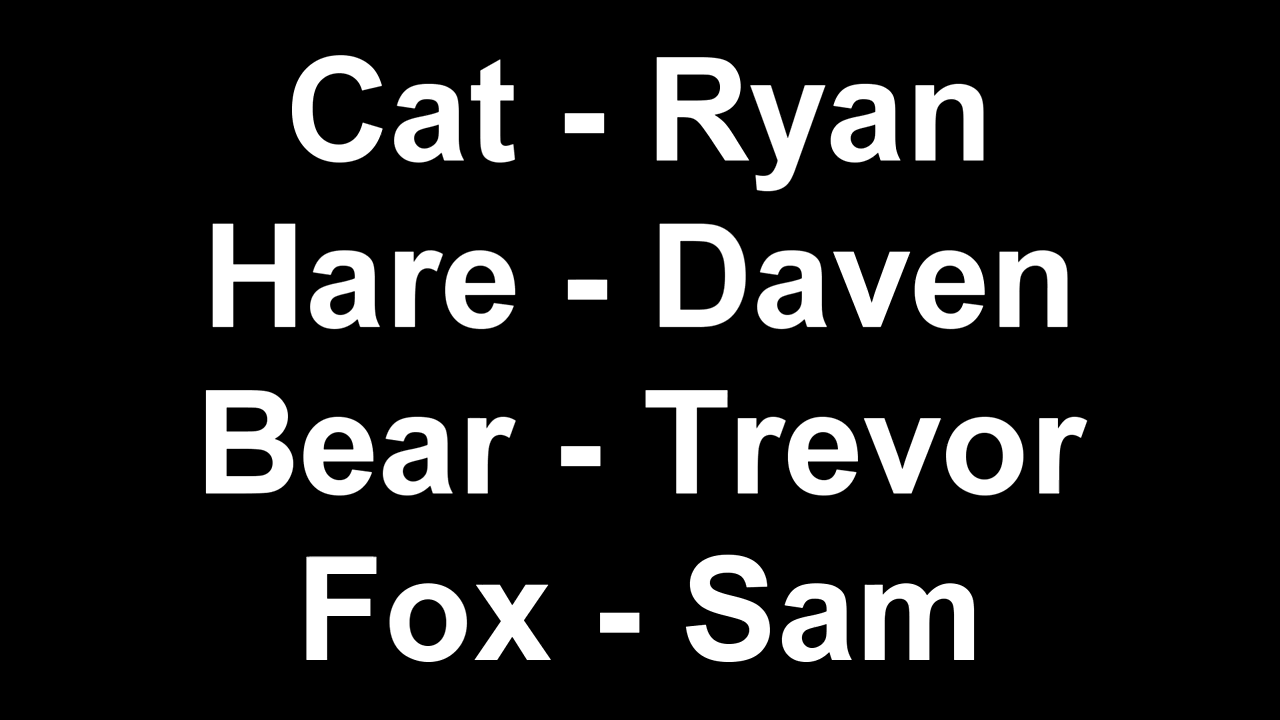 Cat - Ryan
Hare - Daven
Bear - Trevor
Fox - Sam